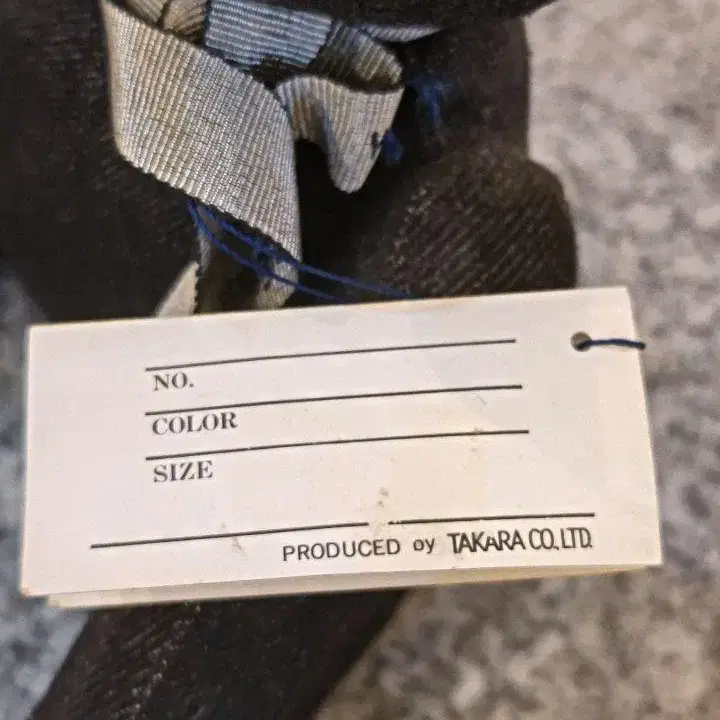 NO.
COLOR
SIZE
PRODUCED by TAKARA CO.,LTD.